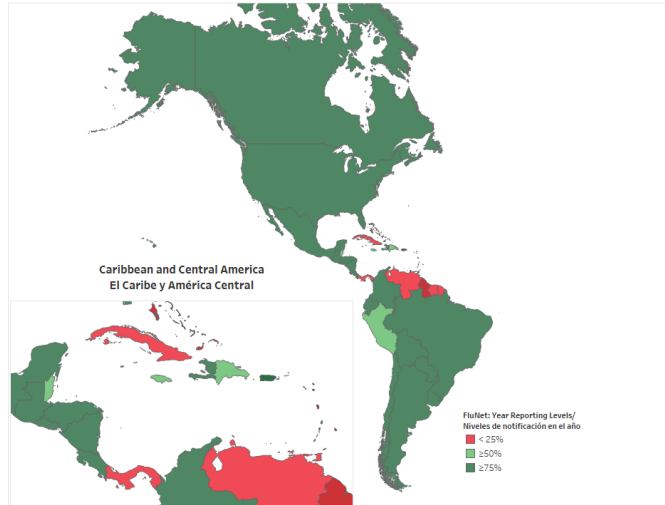 Caribbean and Central America
El Caribe y América Central
FluNet: Year Reporting Levels/
Niveles de notificación en el año
< 25%
≥50%
≥75%